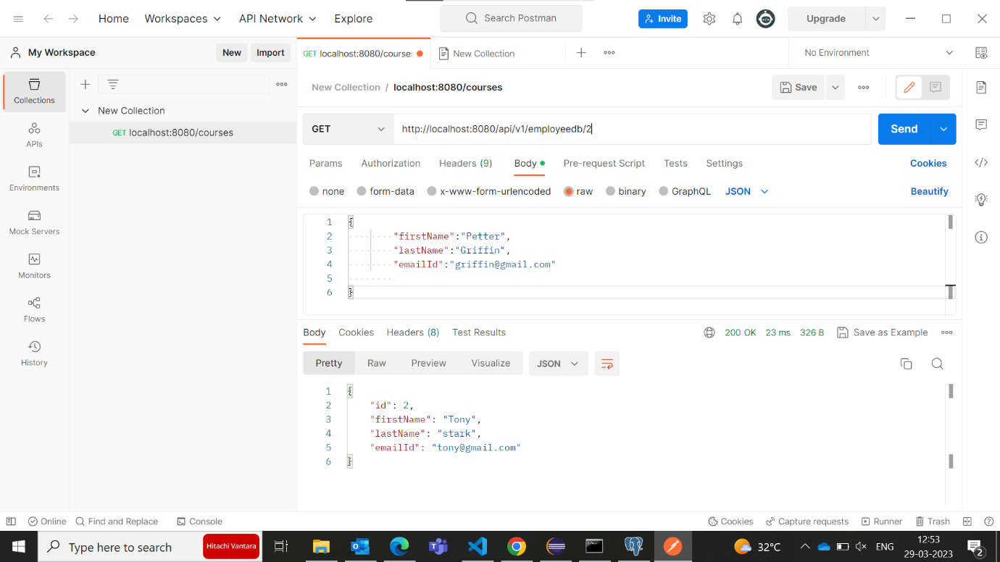 Home Workspaces API Network Explore Search Postman Invite Upgrade
My Workspace New Import GET localhost:8080/course: New Collection No Environment
Collections
New Collection / localhost:8080/courses Save
New Collection
GET localhost:8080/courses
GET http://localhost:8080/api/v1/employeedb/2 Send
APIs
Params Authorization Headers (9) Body Pre-request Script Tests Settings Cookies
Environments
none form-data x-www-form-urlencoded raw binary GraphQL JSON Beautify
Mock Servers
1 {
2 "firstName":"Petter",
3 "lastName":"Griffin",
4 "emailId":"griffin@gmail.com"
5
6 }
Monitors
Flows
History
Body Cookies Headers (8) Test Results 200 OK 23 ms 326 B Save as Example
Pretty Raw Preview Visualize JSON
1 {
2 "id": 2,
3 "firstName": "Tony",
4 "lastName": "stark",
5 "emailId": "tony@gmail.com"
6 }
Online Find and Replace Console Cookies Capture requests Runner Trash
Type here to search Hitachi Vantara 32°C ENG 12:53
29-03-2023 2